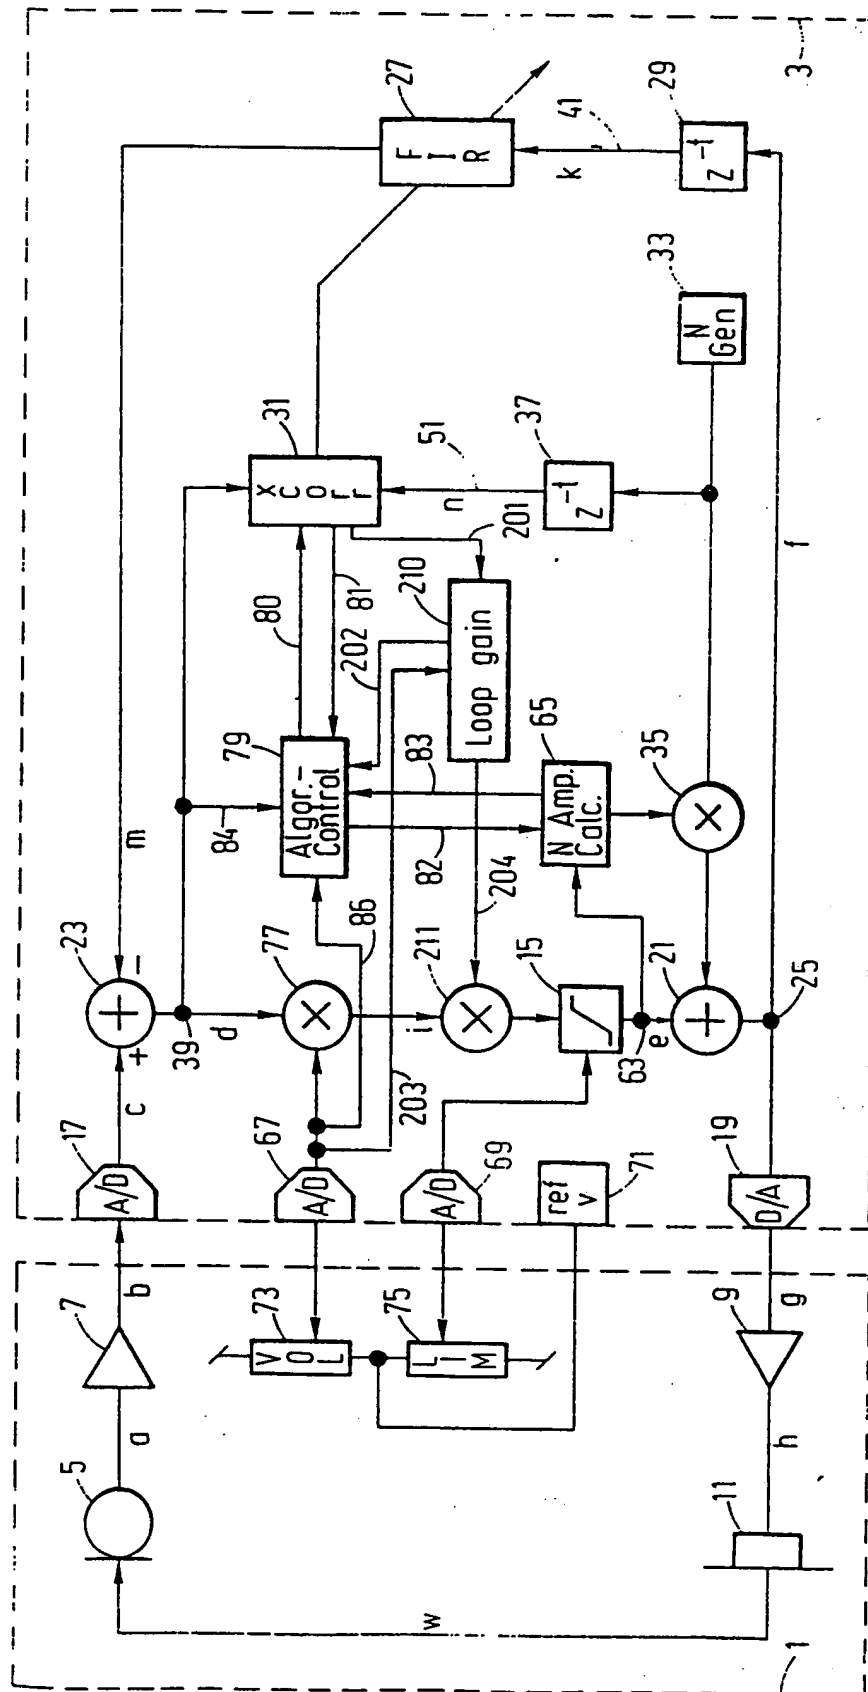 1
w
5
a
7
b
17
A/D
c
+
23
−
m
39
d
27
F I R
41
k
29
z⁻ᵗ
3
31
X C O r r
51
n
37
z⁻ᵗ
33
N Gen
80
81
201
79
Algor.-Control
84
202
210
Loop gain
83
82
204
65
N Amp. Calc.
35
×
73
VOL
67
A/D
77
×
86
203
i
211
×
75
LIM
69
A/D
15
63
e
21
+
25
71
ref v
11
h
9
g
19
D/A
f